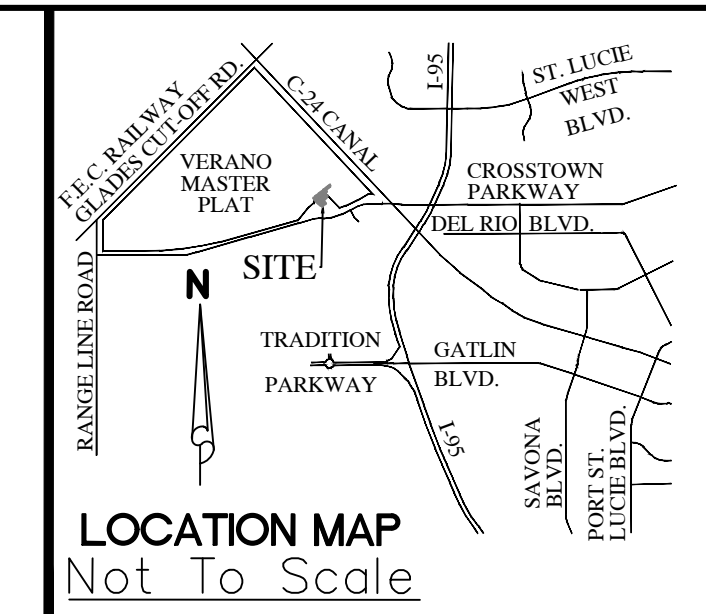 F.E.C. RAILWAY
GLADES CUT-OFF RD.
C-24 CANAL
I-95
ST. LUCIE
WEST
BLVD.
VERANO
MASTER
PLAT
CROSSTOWN
PARKWAY
DEL RIO BLVD.
SITE
N
RANGE LINE ROAD
TRADITION
PARKWAY
GATLIN
BLVD.
I-95
SAVONA
BLVD.
PORT ST.
LUCIE BLVD.
LOCATION MAP
Not To Scale